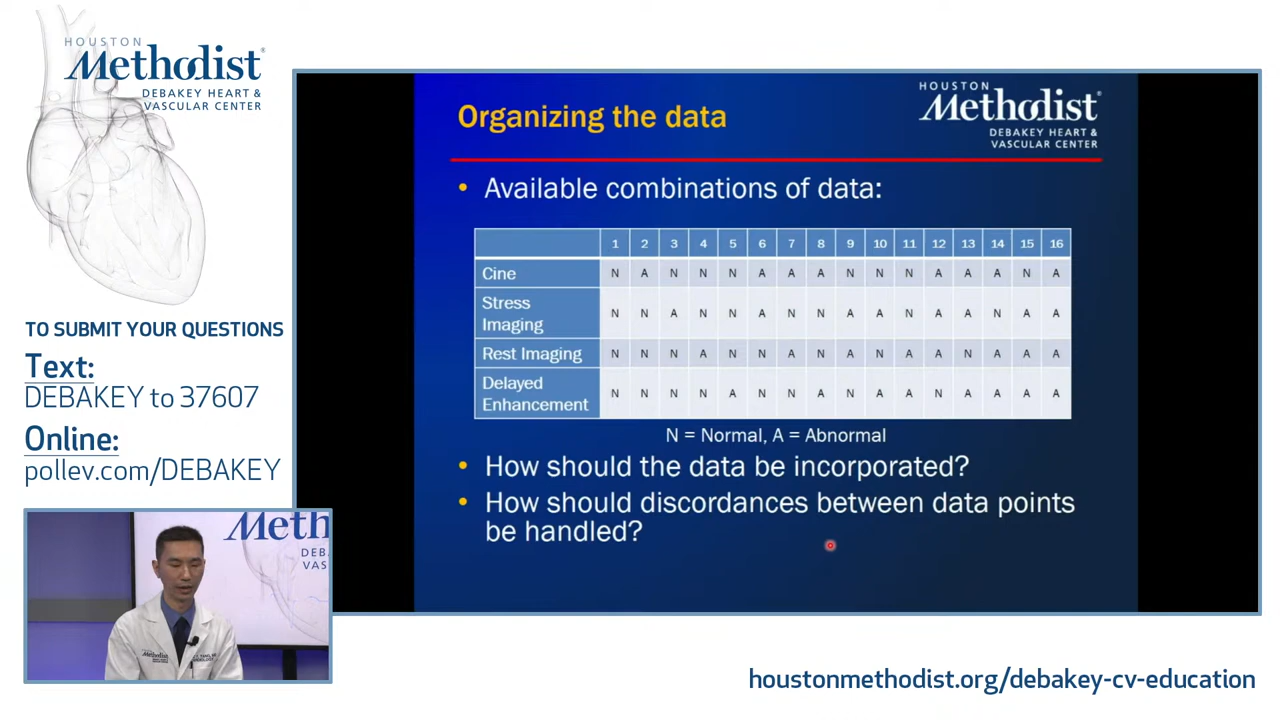 HOUSTON
Methodist®
DEBAKEY HEART &
VASCULAR CENTER
TO SUBMIT YOUR QUESTIONS
Text:
DEBAKEY to 37607
Online:
pollev.com/DEBAKEY
Organizing the data
HOUSTON
Methodist®
DEBAKEY HEART &
VASCULAR CENTER
• Available combinations of data:
1 2 3 4 5 6 7 8 9 10 11 12 13 14 15 16
Cine N A N N N A A A N N N A A A N A
Stress
Imaging N N A N N A N N A A N A A N A A
Rest Imaging N N N A N N A N A N A A N A A A
Delayed
Enhancement N N N N A N N A N A A N A A A A
N = Normal, A = Abnormal
• How should the data be incorporated?
• How should discordances between data points
be handled?
Meth
DEB
VAS
houstonmethodist.org/debakey-cv-education